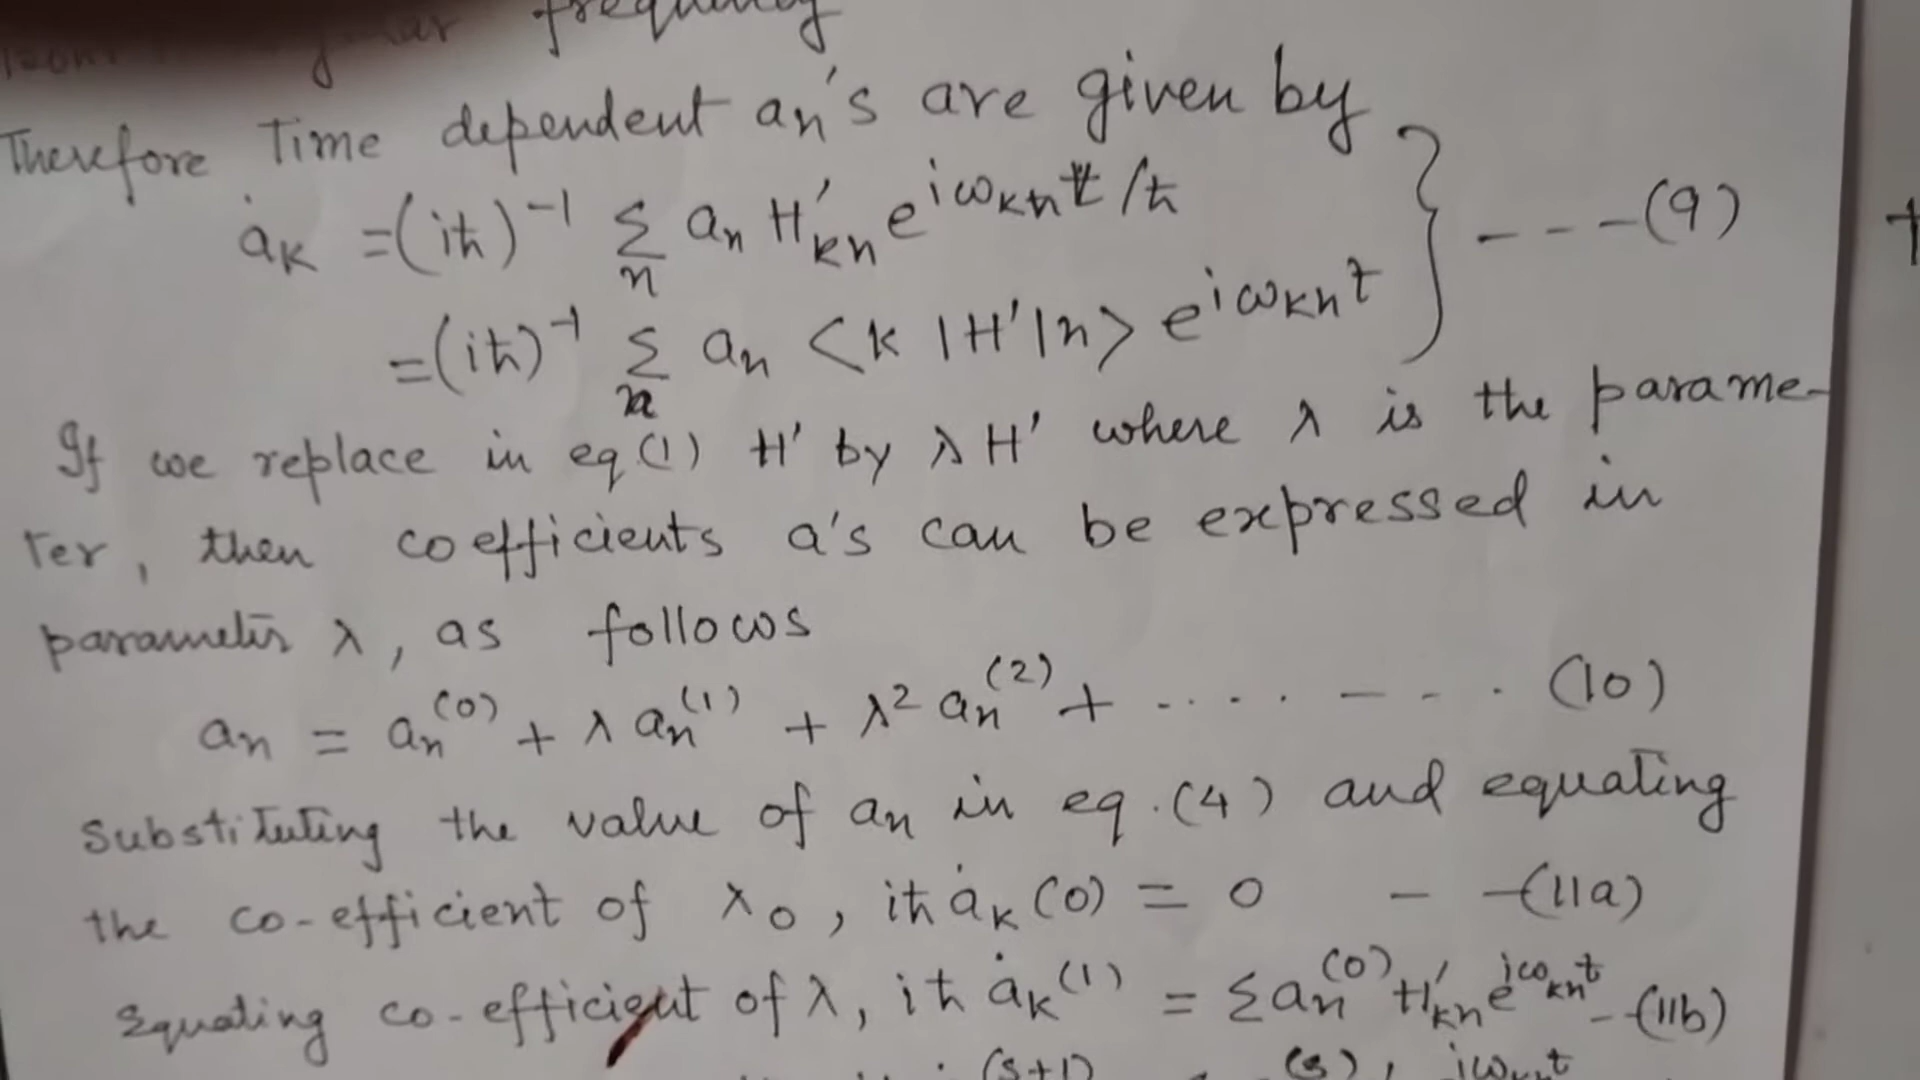 frequency
Therefore Time dependent an's are given by
ȧk = (iħ)⁻¹ Σn an H'kn e^iωknt/ħ
= (iħ)⁻¹ Σn an <k |H'|n> e^iωknt } - - - -(9)
If we replace in eq.(1) H' by λH' where λ is the parame-
ter, then coefficients a's can be expressed in
parameter λ, as follows
an = an^(0) + λ an^(1) + λ² an^(2) + ..... - - - . (10)
Substituting the value of an in eq.(4) and equating
the co-efficient of λ0, iħ ȧk(0) = 0 - -(11a)
Equating co-efficient of λ, iħ ȧk^(1) = Σ an^(0) H'kn e^iωknt -(11b)
(s+1) (s) iωknt